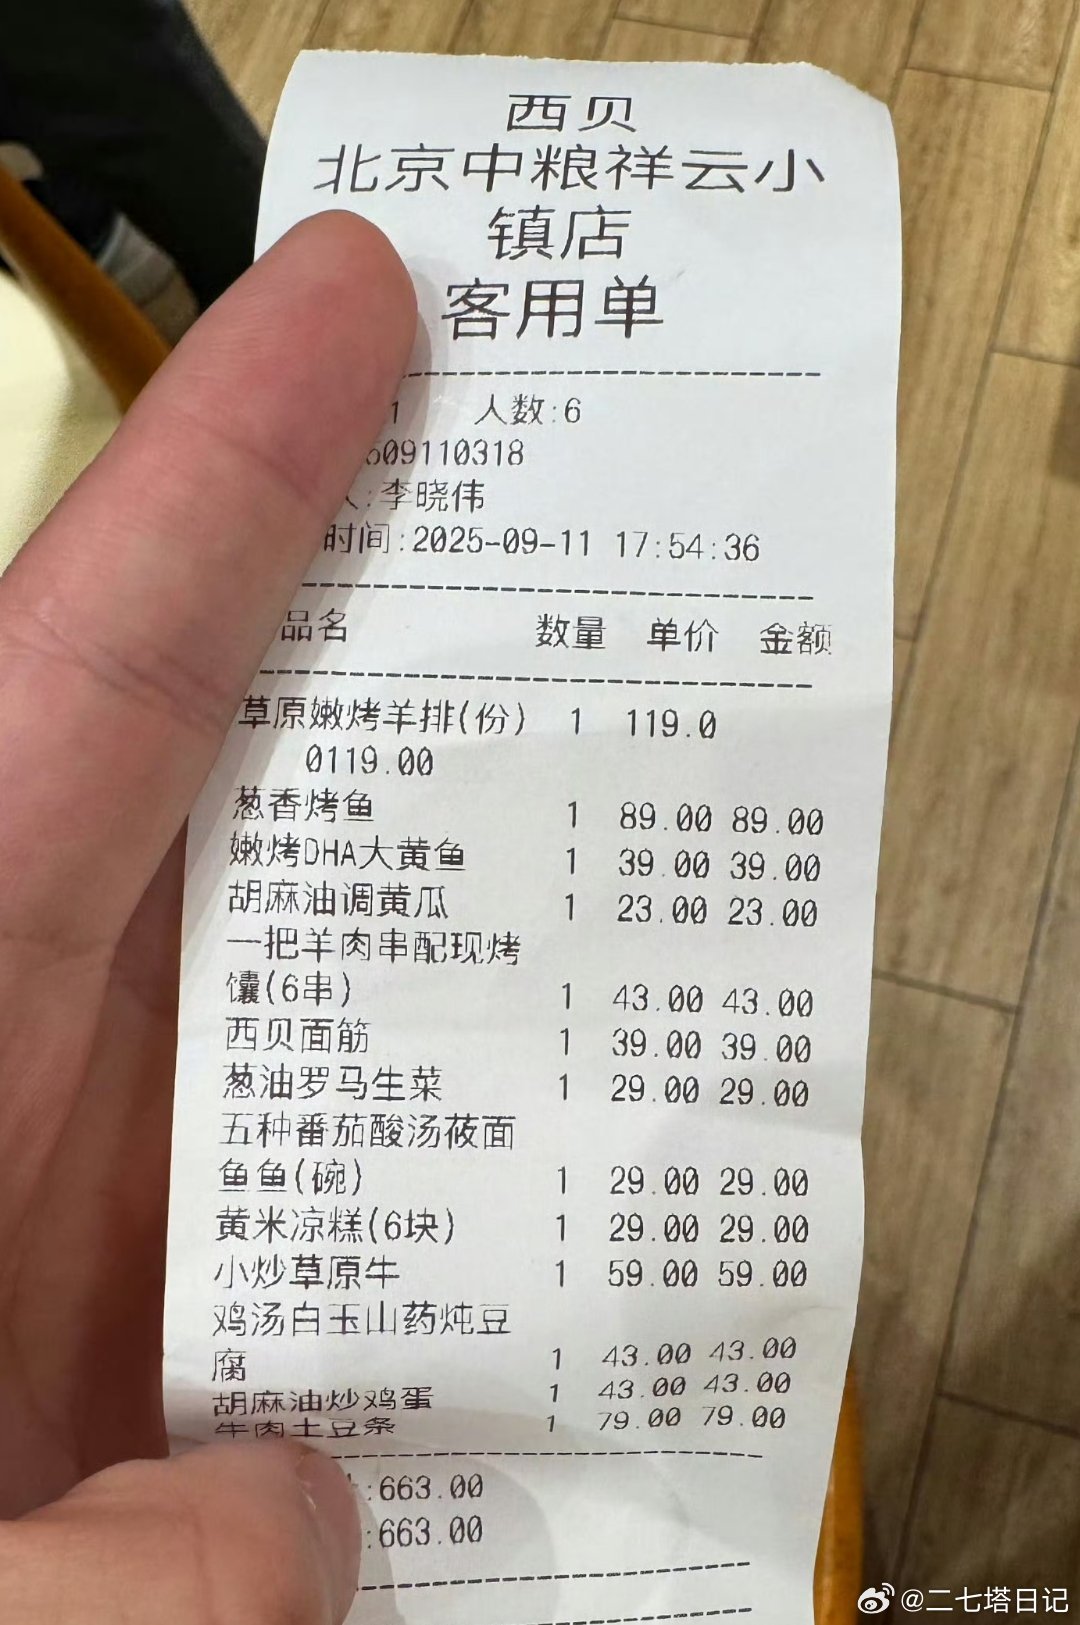 西贝
北京中粮祥云小
镇店
客用单
1 人数:6
509110318
人:李晓伟
时间:2025-09-11 17:54:36
品名 数量 单价 金额
草原嫩烤羊排(份) 1 119.0
0119.00
葱香烤鱼 1 89.00 89.00
嫩烤DHA大黄鱼 1 39.00 39.00
胡麻油调黄瓜 1 23.00 23.00
一把羊肉串配现烤
馕(6串) 1 43.00 43.00
西贝面筋 1 39.00 39.00
葱油罗马生菜 1 29.00 29.00
五种番茄酸汤莜面
鱼鱼(碗) 1 29.00 29.00
黄米凉糕(6块) 1 29.00 29.00
小炒草原牛 1 59.00 59.00
鸡汤白玉山药炖豆
腐 1 43.00 43.00
胡麻油炒鸡蛋 1 43.00 43.00
牛肉土豆条 1 79.00 79.00
:663.00
:663.00
@二七塔日记